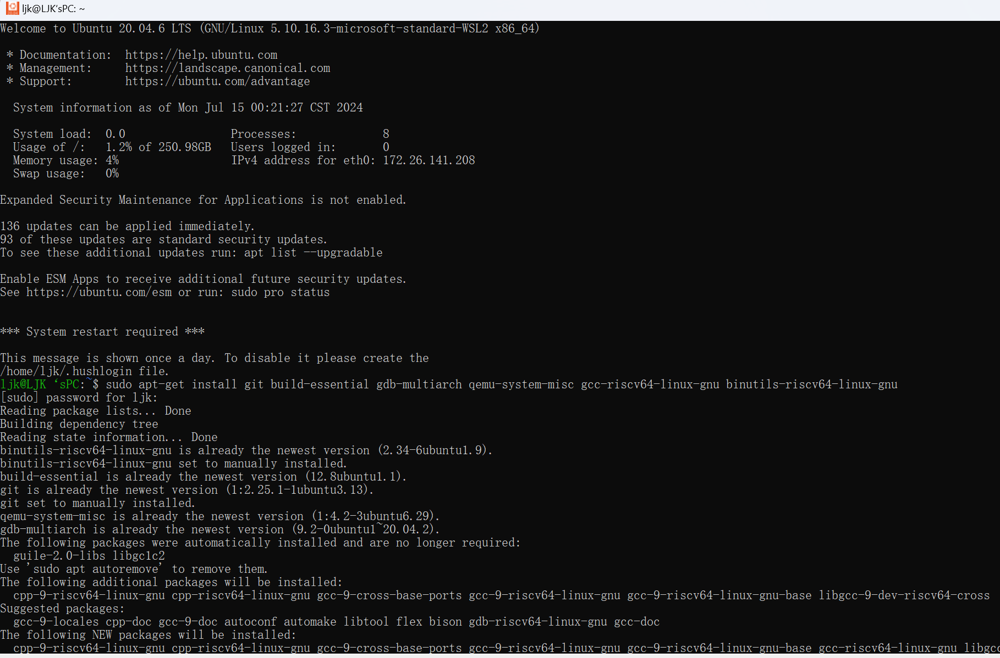 ljk@LJK'sPC: ~
Welcome to Ubuntu 20.04.6 LTS (GNU/Linux 5.10.16.3-microsoft-standard-WSL2 x86_64)
* Documentation:  https://help.ubuntu.com
* Management:     https://landscape.canonical.com
* Support:        https://ubuntu.com/advantage
System information as of Mon Jul 15 00:21:27 CST 2024
System load:  0.0                Processes:             8
Usage of /:   1.2% of 250.98GB   Users logged in:       0
Memory usage: 4%                 IPv4 address for eth0: 172.26.141.208
Swap usage:   0%
Expanded Security Maintenance for Applications is not enabled.
136 updates can be applied immediately.
93 of these updates are standard security updates.
To see these additional updates run: apt list --upgradable
Enable ESM Apps to receive additional future security updates.
See https://ubuntu.com/esm or run: sudo pro status
*** System restart required ***
This message is shown once a day. To disable it please create the
/home/ljk/.hushlogin file.
ljk@LJK ‘sPC:~$ sudo apt-get install git build-essential gdb-multiarch qemu-system-misc gcc-riscv64-linux-gnu binutils-riscv64-linux-gnu
[sudo] password for ljk:
Reading package lists... Done
Building dependency tree
Reading state information... Done
binutils-riscv64-linux-gnu is already the newest version (2.34-6ubuntu1.9).
binutils-riscv64-linux-gnu set to manually installed.
build-essential is already the newest version (12.8ubuntu1.1).
git is already the newest version (1:2.25.1-1ubuntu3.13).
git set to manually installed.
qemu-system-misc is already the newest version (1:4.2-3ubuntu6.29).
gdb-multiarch is already the newest version (9.2-0ubuntu1~20.04.2).
The following packages were automatically installed and are no longer required:
guile-2.0-libs libgc1c2
Use 'sudo apt autoremove' to remove them.
The following additional packages will be installed:
cpp-9-riscv64-linux-gnu cpp-riscv64-linux-gnu gcc-9-cross-base-ports gcc-9-riscv64-linux-gnu gcc-9-riscv64-linux-gnu-base libgcc-9-dev-riscv64-cross
Suggested packages:
gcc-9-locales cpp-doc gcc-9-doc autoconf automake libtool flex bison gdb-riscv64-linux-gnu gcc-doc
The following NEW packages will be installed:
cpp-9-riscv64-linux-gnu cpp-riscv64-linux-gnu gcc-9-cross-base-ports gcc-9-riscv64-linux-gnu gcc-9-riscv64-linux-gnu-base gcc-riscv64-linux-gnu